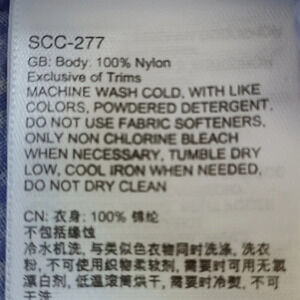 SCC-277
GB: Body: 100% Nylon
Exclusive of Trims
MACHINE WASH COLD, WITH LIKE
COLORS, POWDERED DETERGENT,
DO NOT USE FABRIC SOFTENERS,
ONLY NON CHLORINE BLEACH
WHEN NECESSARY, TUMBLE DRY
LOW, COOL IRON WHEN NEEDED,
DO NOT DRY CLEAN
CN: 衣身: 100% 锦纶
不包括缘蚀
冷水机洗, 与类似色衣物同时洗涤, 洗衣
粉, 不可使用织物柔软剂, 需要时可用无氯
漂白剂, 低温滚筒烘干, 需要时冷熨, 不可
干洗